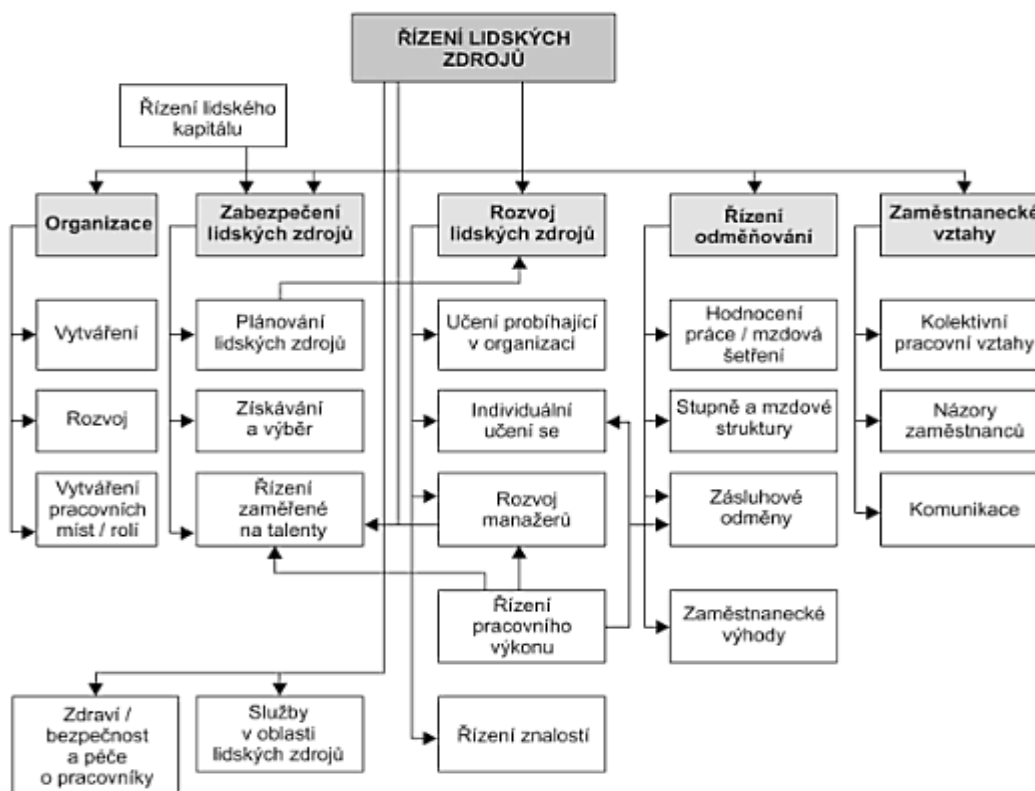 ŘÍZENÍ LIDSKÝCH
ZDROJŮ
Řízení lidského
kapitálu
Organizace
Zabezpečení
lidských zdrojů
Rozvoj
lidských zdrojů
Řízení
odměňování
Zaměstnanecké
vztahy
Vytváření
Plánování
lidských zdrojů
Učení probíhající
v organizaci
Hodnocení
práce / mzdová
šetření
Kolektivní
pracovní vztahy
Rozvoj
Získávání
a výběr
Individuální
učení se
Stupně a mzdové
struktury
Názory
zaměstnanců
Vytváření
pracovních
míst / rolí
Řízení
zaměřené
na talenty
Rozvoj
manažerů
Zásluhové
odměny
Komunikace
Řízení
pracovního
výkonu
Zaměstnanecké
výhody
Zdraví /
bezpečnost
a péče
o pracovníky
Služby
v oblasti
lidských zdrojů
Řízení znalostí